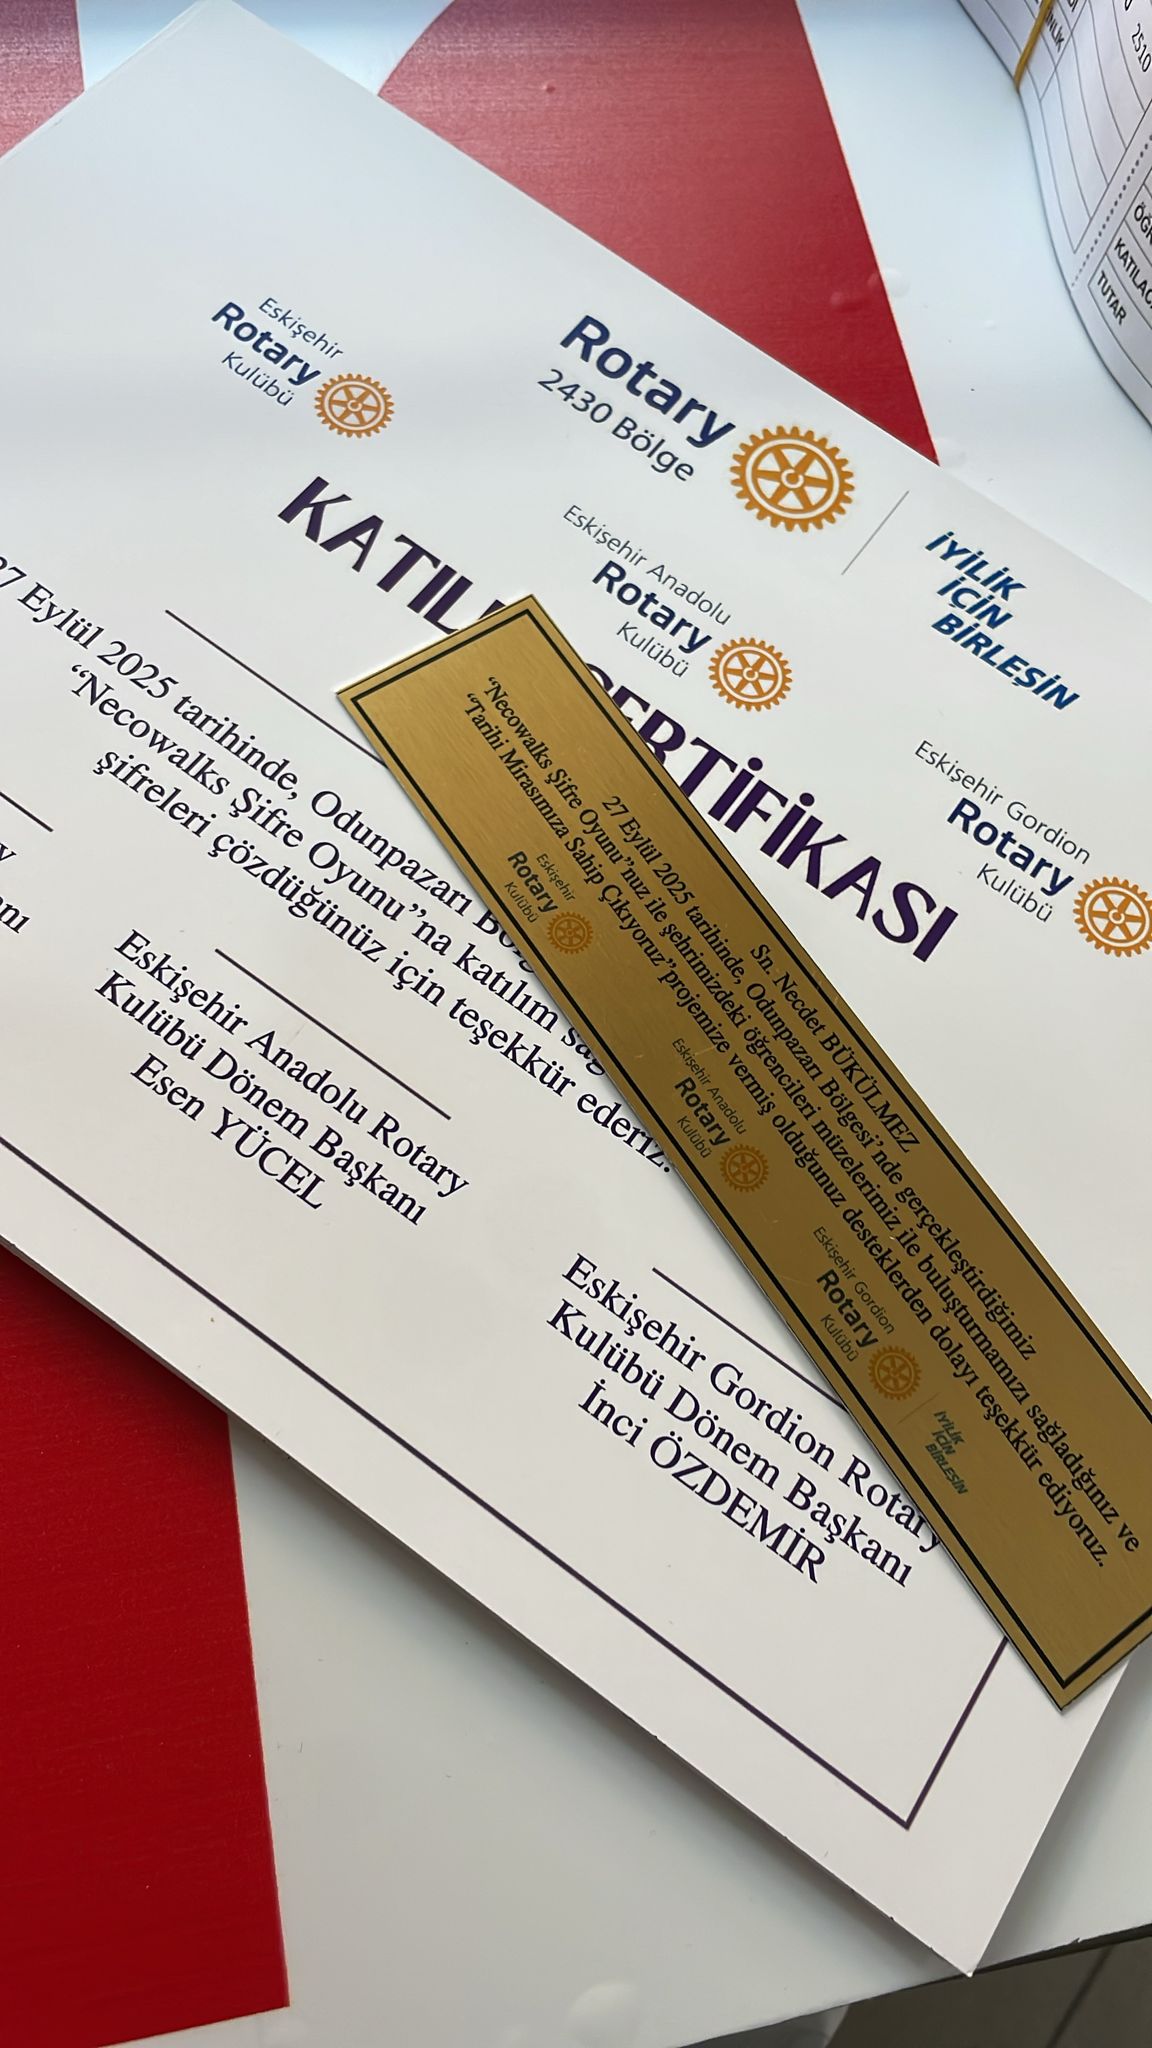 Eskişehir
Rotary
Kulübü
Rotary
2430 Bölge
İYİLİK
İÇİN
BİRLEŞİN
Eskişehir Anadolu
Rotary
Kulübü
Eskişehir Gordion
Rotary
Kulübü
KATIL SERTİFİKASI
27 Eylül 2025 tarihinde, Odunpazarı
“Necowalks Şifre Oyunu”na katılım
şifreleri çözdüğünüz için teşekkür ederiz.
Eskişehir Anadolu Rotary
Kulübü Dönem Başkanı
Esen YÜCEL
Eskişehir Gordion Rotary
Kulübü Dönem Başkanı
İnci ÖZDEMİR
Sn. Necdet BÜKÜLMEZ
27 Eylül 2025 tarihinde, Odunpazarı Bölgesi’nde gerçekleştirdiğimiz
“Necowalks Şifre Oyunu”nuz ile şehrimizdeki öğrencileri müzelerimiz ile buluşturmamızı sağladığınız ve
“Tarihi Mirasımıza Sahip Çıkıyoruz”projemize vermiş olduğunuz desteklerden dolayı teşekkür ediyoruz.
Eskişehir
Rotary
Kulübü
Eskişehir Anadolu
Rotary
Kulübü
Eskişehir Gordion
Rotary
Kulübü
İYİLİK
İÇİN
BİRLEŞİN
2510
KATILAC
TUTAR